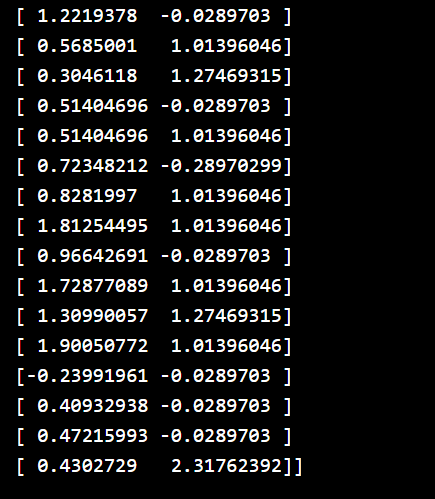 [ 1.2219378  -0.0289703 ]
[ 0.5685001   1.01396046]
[ 0.3046118   1.27469315]
[ 0.51404696 -0.0289703 ]
[ 0.51404696  1.01396046]
[ 0.72348212 -0.28970299]
[ 0.8281997   1.01396046]
[ 1.81254495  1.01396046]
[ 0.96642691 -0.0289703 ]
[ 1.72877089  1.01396046]
[ 1.30990057  1.27469315]
[ 1.90050772  1.01396046]
[-0.23991961 -0.0289703 ]
[ 0.40932938 -0.0289703 ]
[ 0.47215993 -0.0289703 ]
[ 0.4302729   2.31762392]]